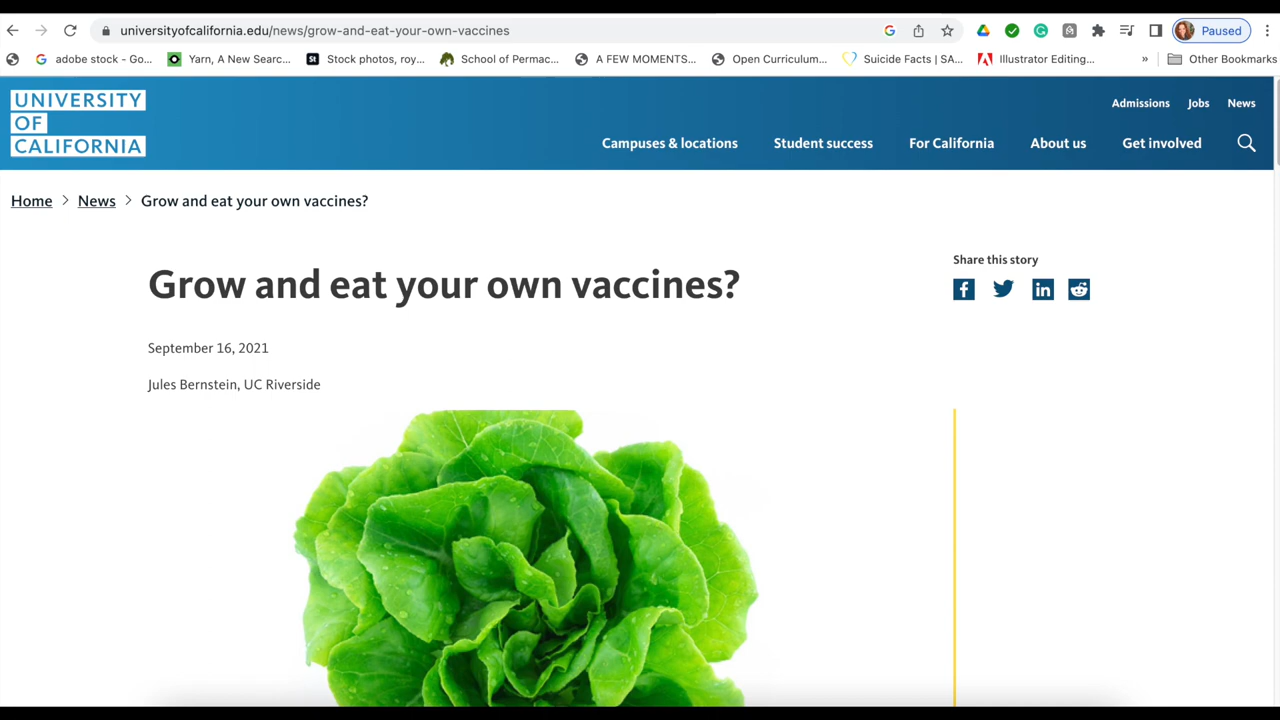 universityofcalifornia.edu/news/grow-and-eat-your-own-vaccines
Paused
adobe stock - Go...
Yarn, A New Searc...
St
Stock photos, roy...
School of Permac...
A FEW MOMENTS...
Open Curriculum...
Suicide Facts | SA...
Illustrator Editing...
»
Other Bookmarks
UNIVERSITY
OF
CALIFORNIA
Admissions Jobs News
Campuses & locations Student success For California About us Get involved
Home > News > Grow and eat your own vaccines?
Share this story
Grow and eat your own vaccines?
September 16, 2021
Jules Bernstein, UC Riverside